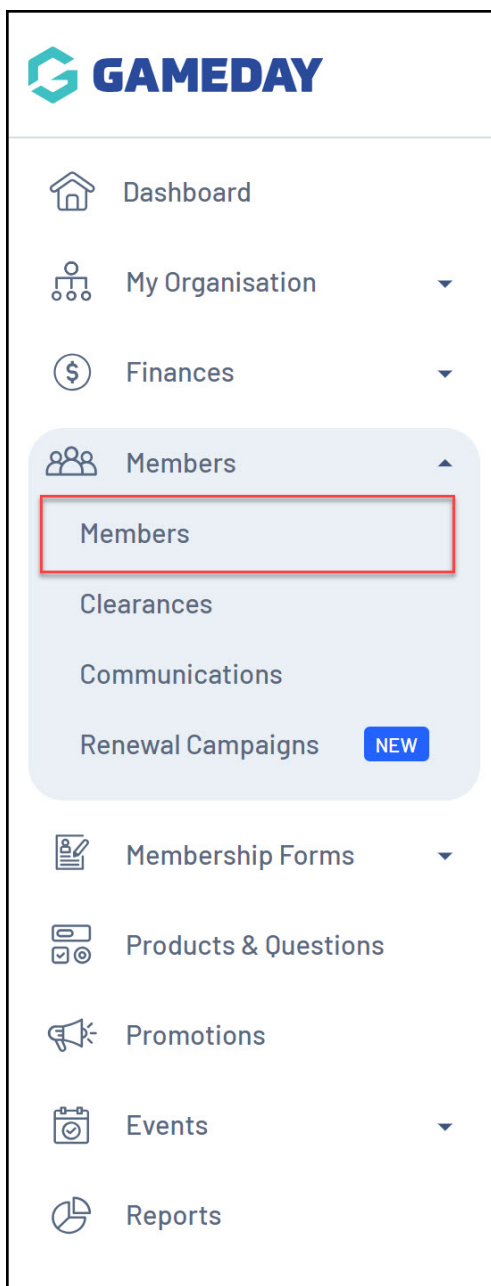 GAMEDAY
Dashboard
My Organisation
Finances
Members
Members
Clearances
Communications
Renewal Campaigns NEW
Membership Forms
Products & Questions
Promotions
Events
Reports